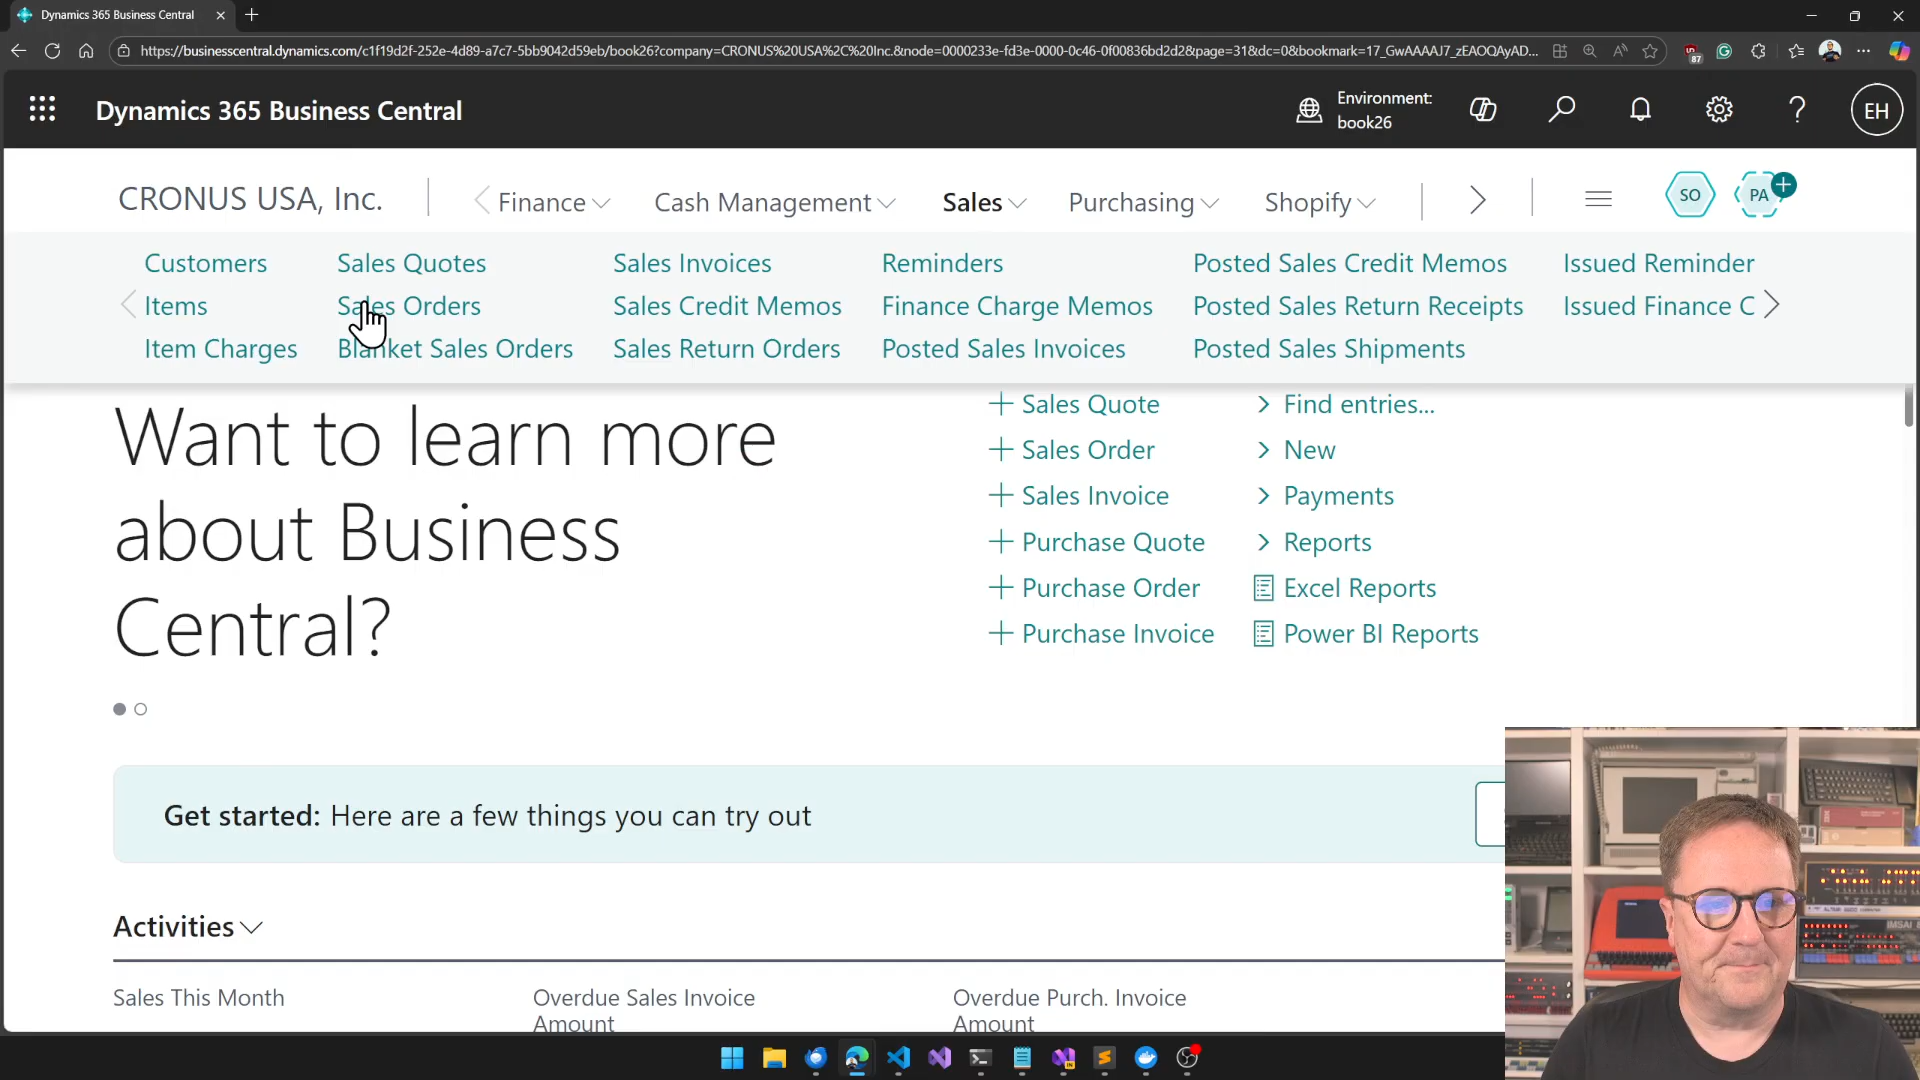 Dynamics 365 Business Central
https://businesscentral.dynamics.com/c1f19d2f-252e-4d89-a7c7-5bb9042d59eb/book26?company=CRONUS%20USA%2C%20Inc.&node=0000233e-fd3e-0000-0c46-0f00836bd2d2&page=31&dc=0&bookmark=17_GwAAAAJ7_zEAOQAyAD...
87
Dynamics 365 Business Central
Environment:
book26
EH
CRONUS USA, Inc.
Finance
Cash Management
Sales
Purchasing
Shopify
SO
PA
Customers
Sales Quotes
Sales Invoices
Reminders
Posted Sales Credit Memos
Issued Reminder
Items
Sales Orders
Sales Credit Memos
Finance Charge Memos
Posted Sales Return Receipts
Issued Finance C
Item Charges
Blanket Sales Orders
Sales Return Orders
Posted Sales Invoices
Posted Sales Shipments
Want to learn more
about Business
Central?
Sales Quote
Sales Order
Sales Invoice
Purchase Quote
Purchase Order
Purchase Invoice
Find entries...
New
Payments
Reports
Excel Reports
Power BI Reports
Get started: Here are a few things you can try out
Activities
Sales This Month
Overdue Sales Invoice
Amount
Overdue Purch. Invoice
Amount